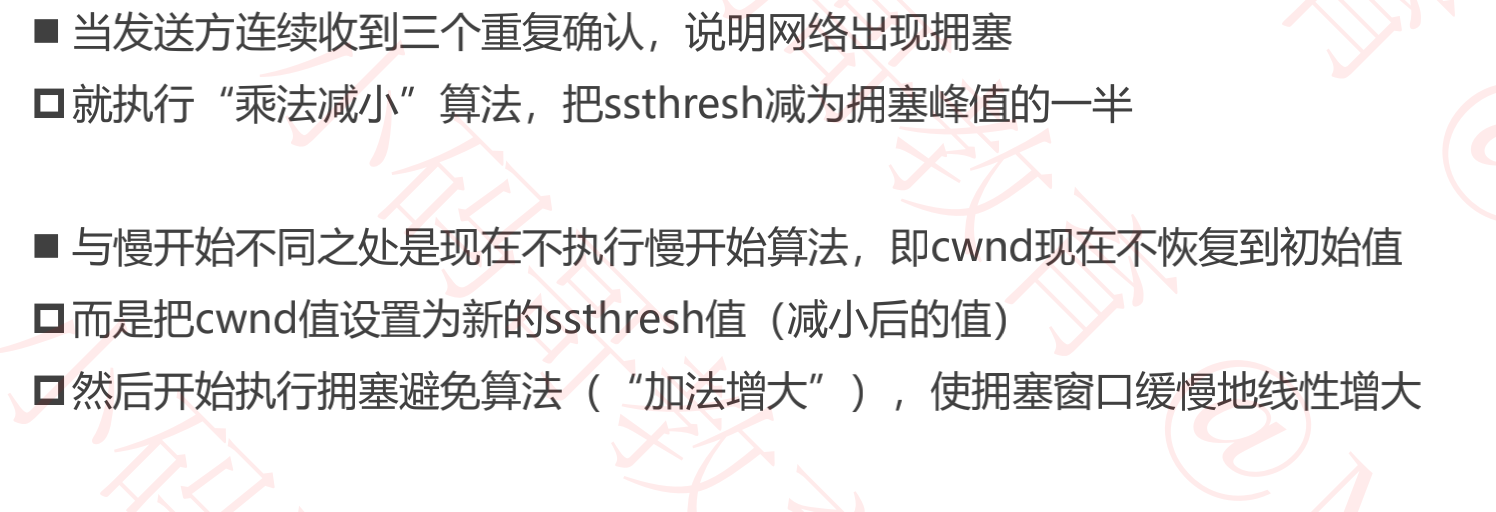 ■ 当发送方连续收到三个重复确认，说明网络出现拥塞
就执行“乘法减小”算法，把ssthresh减为拥塞峰值的一半
■ 与慢开始不同之处是现在不执行慢开始算法，即cwnd现在不恢复到初始值
而是把cwnd值设置为新的ssthresh值（减小后的值）
然后开始执行拥塞避免算法（“加法增大”），使拥塞窗口缓慢地线性增大
小码哥教育